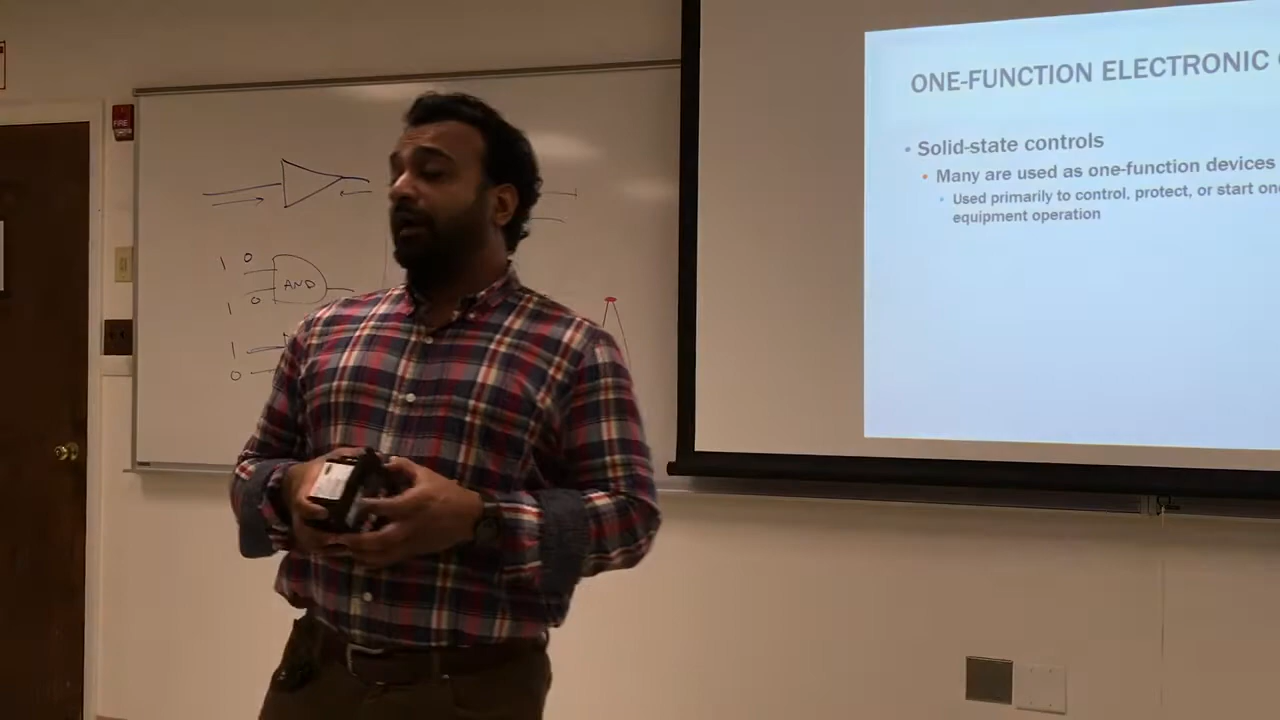 FIRE
1 0
AND
1 0
1
0
ONE-FUNCTION ELECTRONIC
• Solid-state controls
• Many are used as one-function devices
• Used primarily to control, protect, or start one
equipment operation